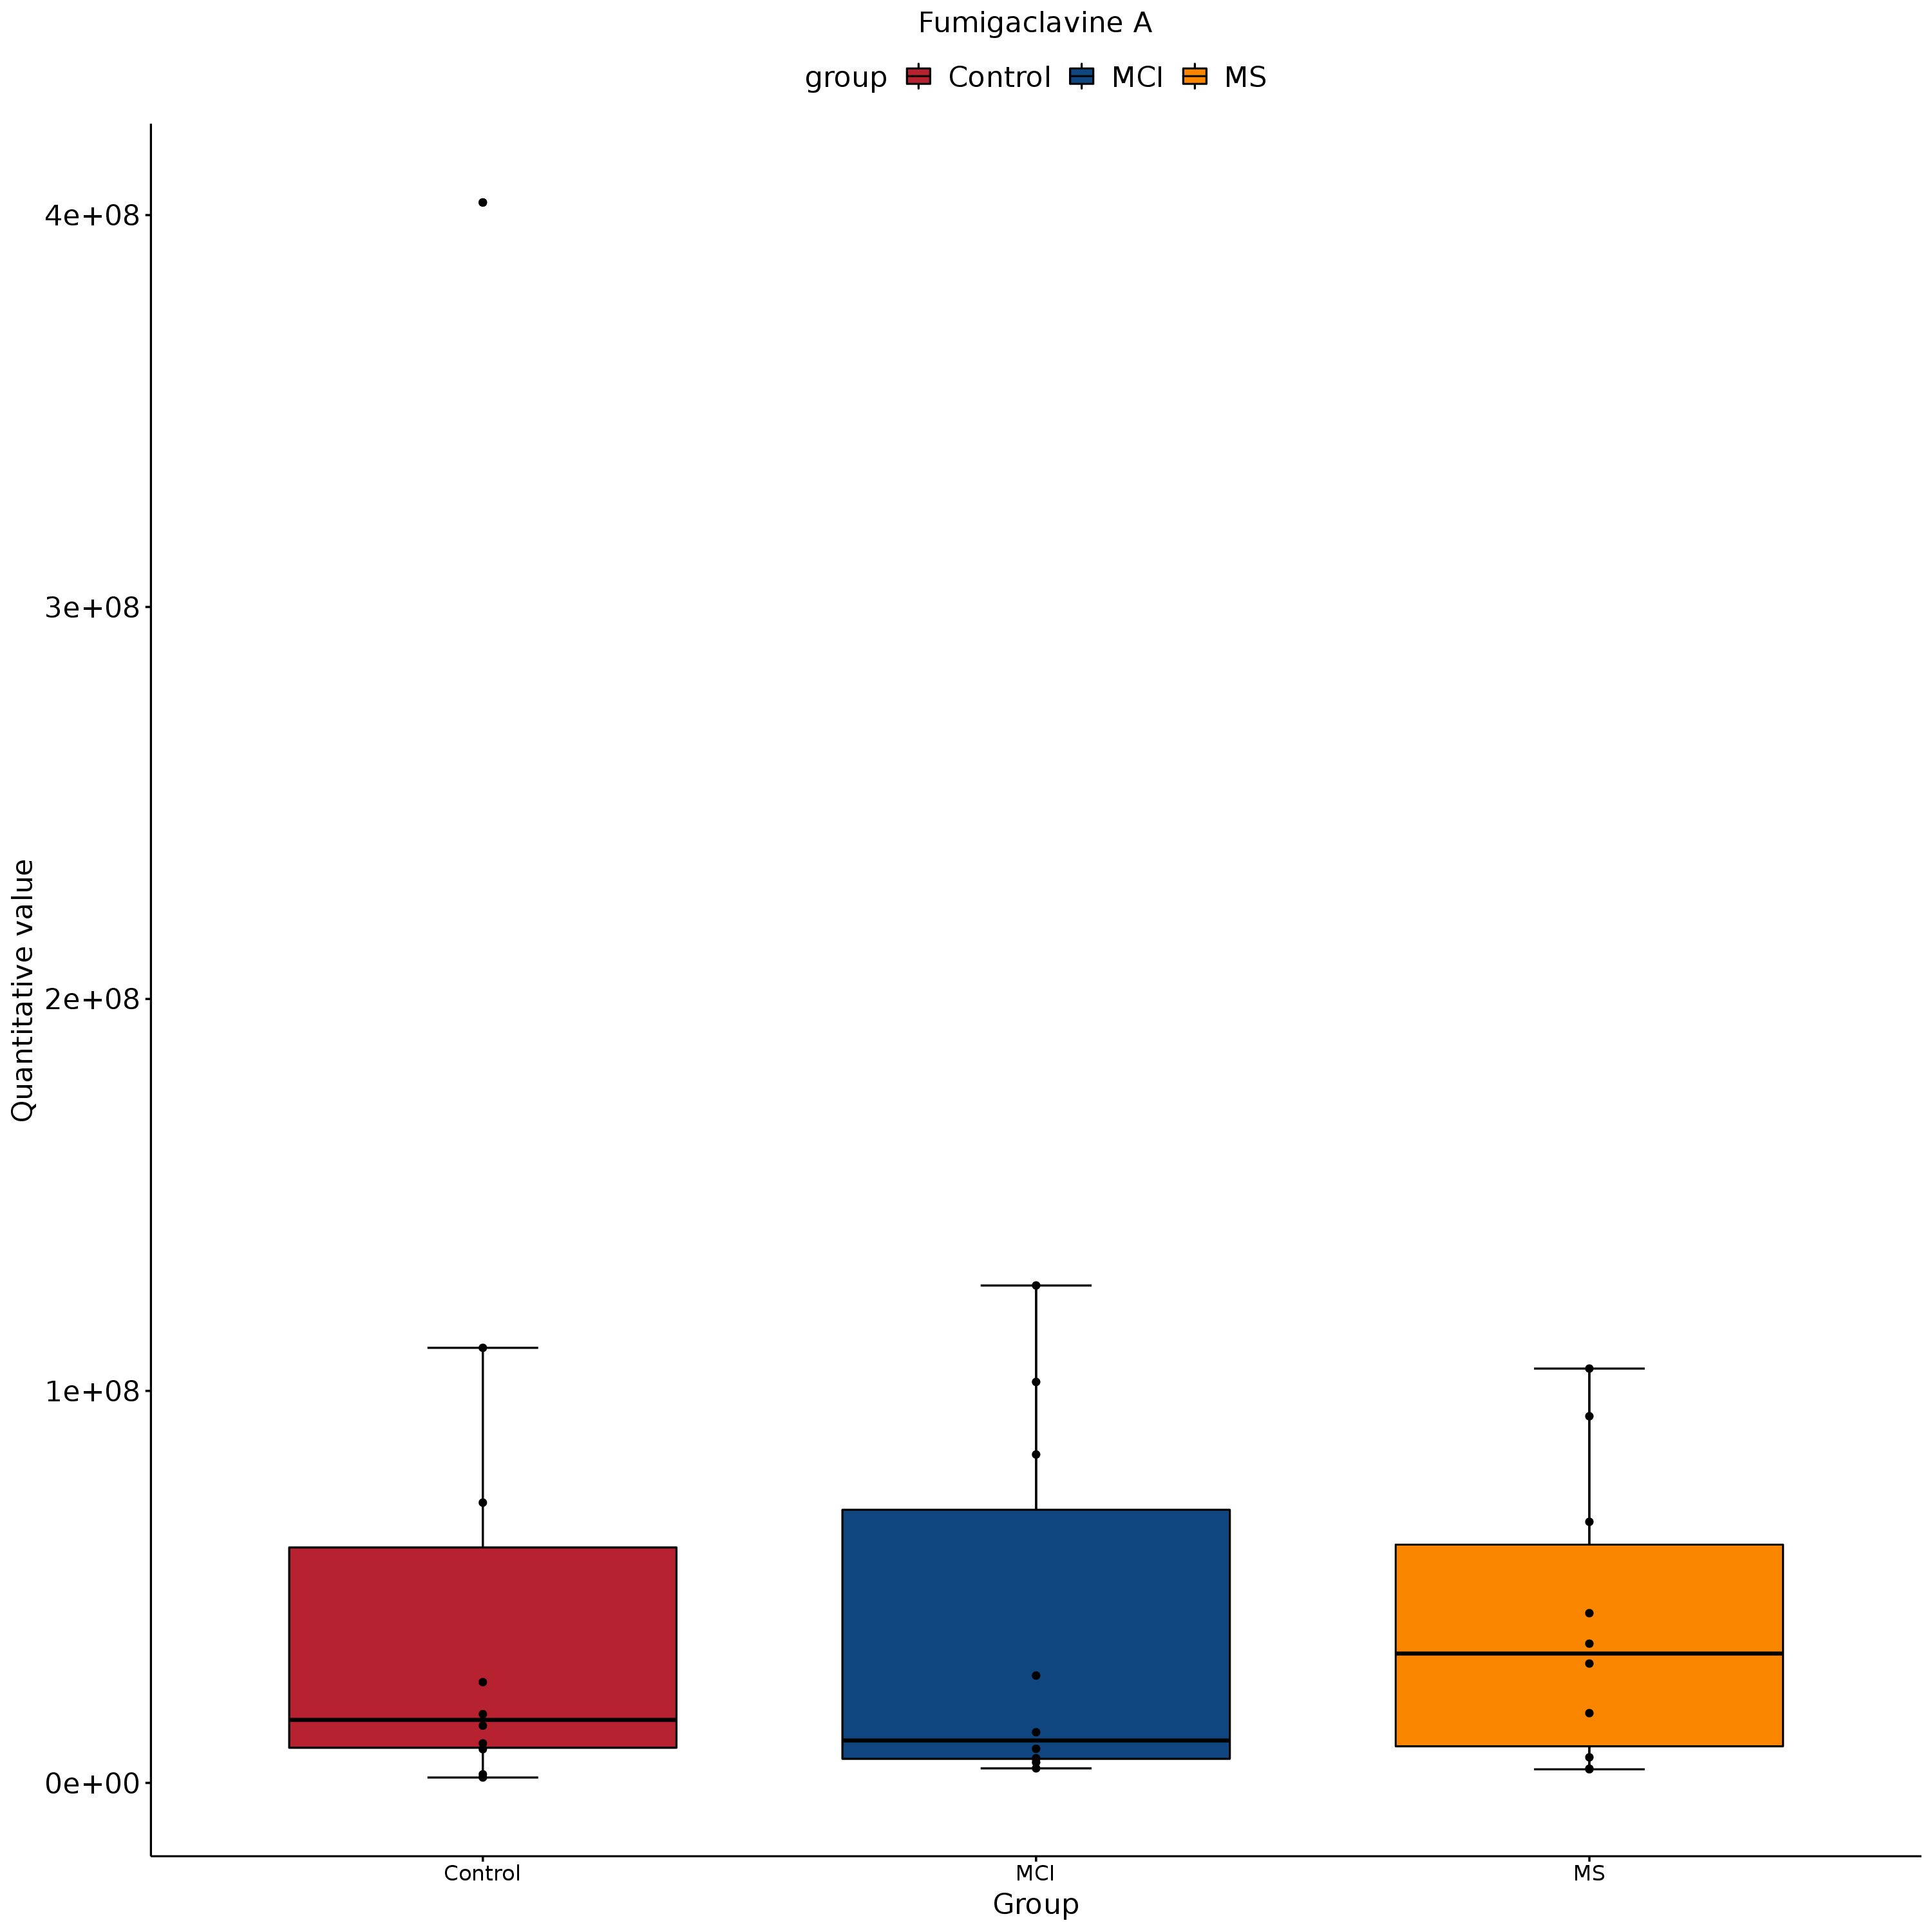 Fumigaclavine A
group Control MCI MS
Quantitative value
4e+08
3e+08
2e+08
1e+08
0e+00
Control MCI MS
Group